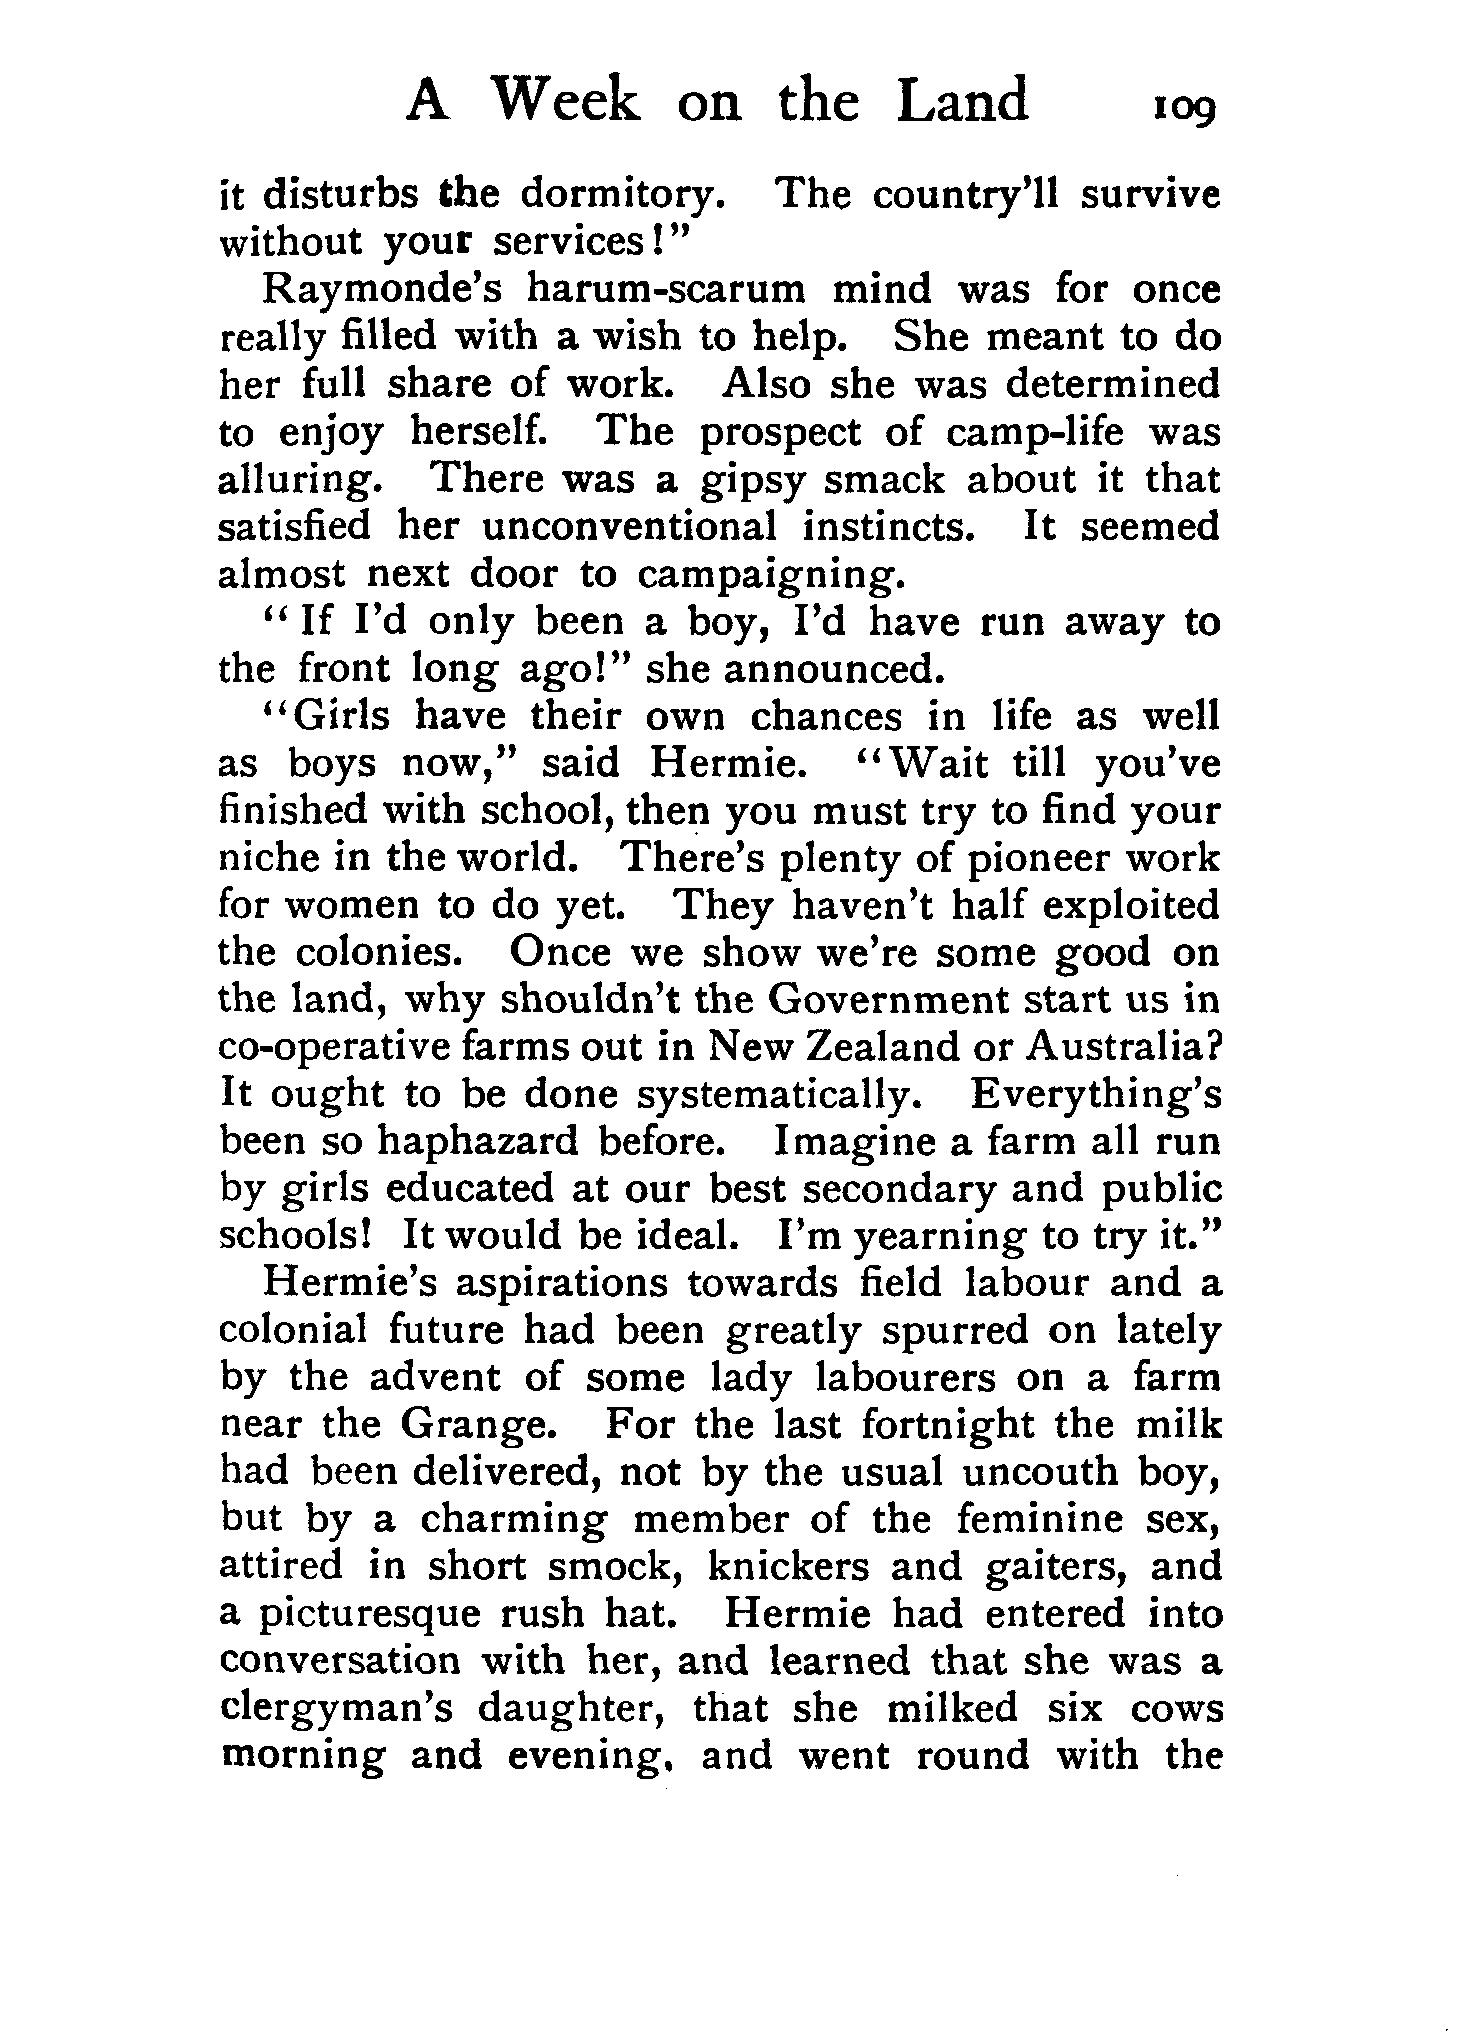 A Week on the Land 109
it disturbs the dormitory. The country'll survive
without your services!"
Raymonde's harum-scarum mind was for once
really filled with a wish to help. She meant to do
her full share of work. Also she was determined
to enjoy herself. The prospect of camp-life was
alluring. There was a gipsy smack about it that
satisfied her unconventional instincts. It seemed
almost next door to campaigning.
"If I'd only been a boy, I'd have run away to
the front long ago!" she announced.
"Girls have their own chances in life as well
as boys now," said Hermie. "Wait till you've
finished with school, then you must try to find your
niche in the world. There's plenty of pioneer work
for women to do yet. They haven't half exploited
the colonies. Once we show we're some good on
the land, why shouldn't the Government start us in
co-operative farms out in New Zealand or Australia?
It ought to be done systematically. Everything's
been so haphazard before. Imagine a farm all run
by girls educated at our best secondary and public
schools! It would be ideal. I'm yearning to try it."
Hermie's aspirations towards field labour and a
colonial future had been greatly spurred on lately
by the advent of some lady labourers on a farm
near the Grange. For the last fortnight the milk
had been delivered, not by the usual uncouth boy,
but by a charming member of the feminine sex,
attired in short smock, knickers and gaiters, and
a picturesque rush hat. Hermie had entered into
conversation with her, and learned that she was a
clergyman's daughter, that she milked six cows
morning and evening, and went round with the